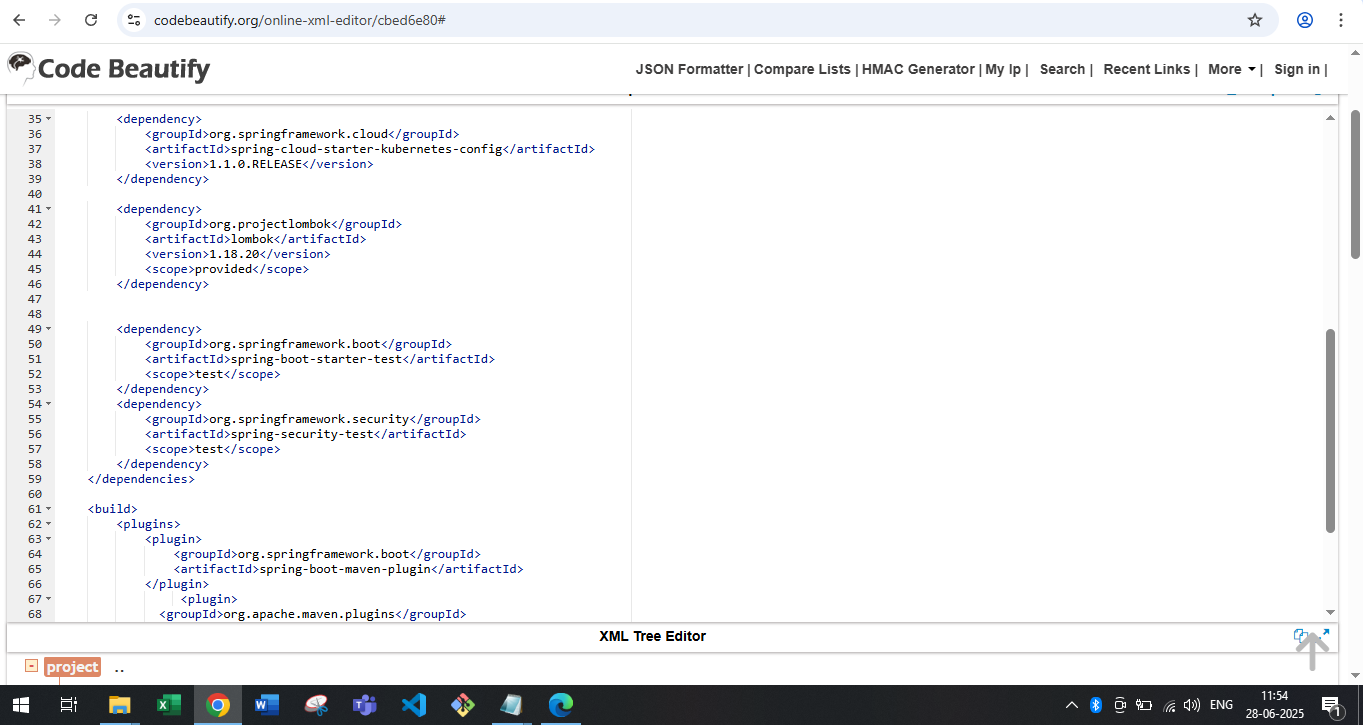 codebeautify.org/online-xml-editor/cbed6e80#
Code Beautify
JSON Formatter | Compare Lists | HMAC Generator | My Ip | Search | Recent Links | More | Sign in |
35 <dependency>
36 <groupId>org.springframework.cloud</groupId>
37 <artifactId>spring-cloud-starter-kubernetes-config</artifactId>
38 <version>1.1.0.RELEASE</version>
39 </dependency>
40
41 <dependency>
42 <groupId>org.projectlombok</groupId>
43 <artifactId>lombok</artifactId>
44 <version>1.18.20</version>
45 <scope>provided</scope>
46 </dependency>
47
48
49 <dependency>
50 <groupId>org.springframework.boot</groupId>
51 <artifactId>spring-boot-starter-test</artifactId>
52 <scope>test</scope>
53 </dependency>
54 <dependency>
55 <groupId>org.springframework.security</groupId>
56 <artifactId>spring-security-test</artifactId>
57 <scope>test</scope>
58 </dependency>
59 </dependencies>
60
61 <build>
62 <plugins>
63 <plugin>
64 <groupId>org.springframework.boot</groupId>
65 <artifactId>spring-boot-maven-plugin</artifactId>
66 </plugin>
67 <plugin>
68 <groupId>org.apache.maven.plugins</groupId>
XML Tree Editor
- project ..
ENG
11:54
28-06-2025
1